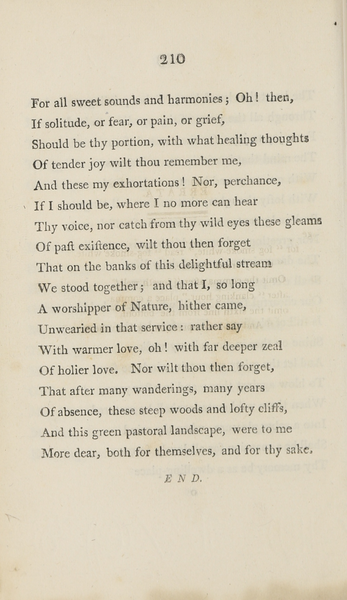 210
For all sweet sounds and harmonies; Oh! then,
If solitude, or fear, or pain, or grief,
Should be thy portion, with what healing thoughts
Of tender joy wilt thou remember me,
And these my exhortations! Nor, perchance,
If I should be, where I no more can hear
Thy voice, nor catch from thy wild eyes these gleams
Of past existence, wilt thou then forget
That on the banks of this delightful stream
We stood together; and that I, so long
A worshipper of Nature, hither came,
Unwearied in that service: rather say
With warmer love, oh! with far deeper zeal
Of holier love. Nor wilt thou then forget,
That after many wanderings, many years
Of absence, these steep woods and lofty cliffs,
And this green pastoral landscape, were to me
More dear, both for themselves, and for thy sake.
END.